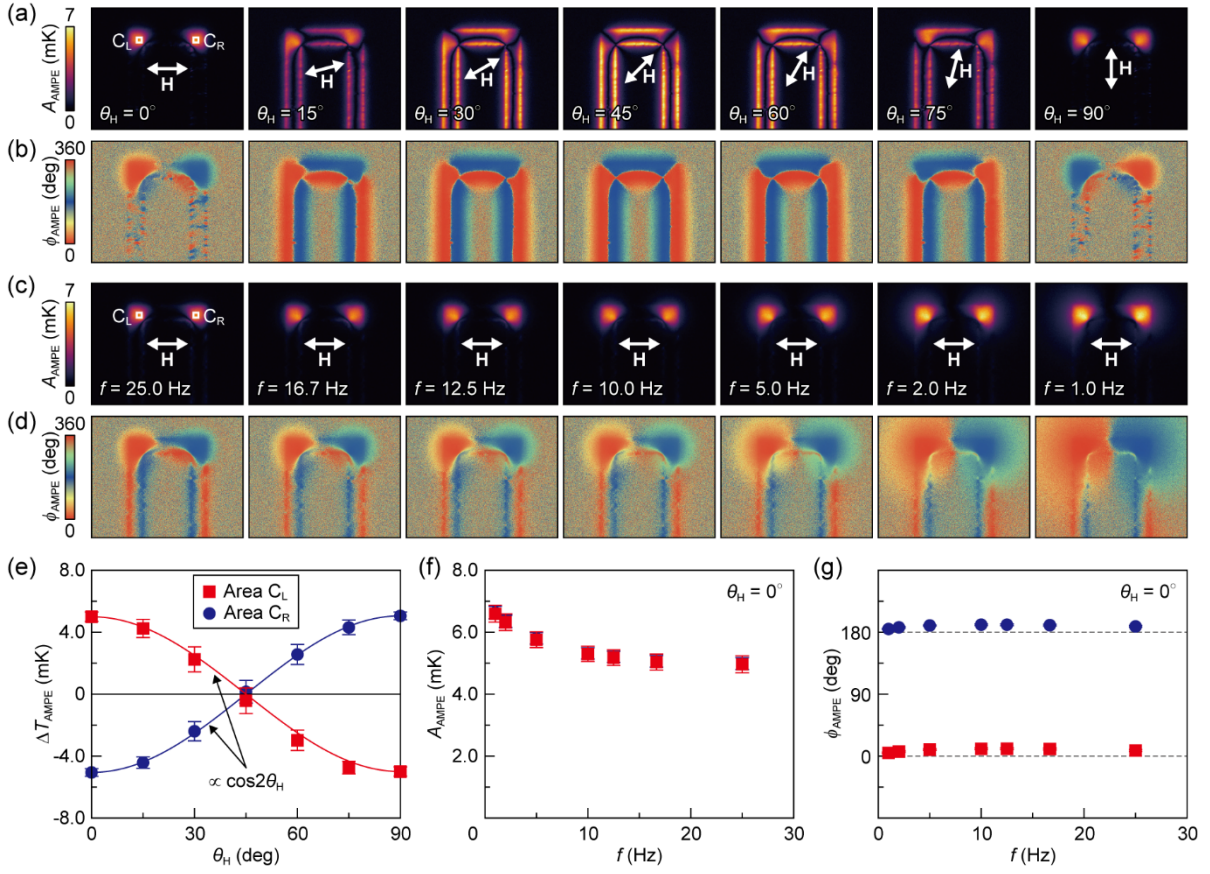 (a)
7
A_AMPE (mK)
0
C_L C_R
H H H H H H H
θ_H = 0° θ_H = 15° θ_H = 30° θ_H = 45° θ_H = 60° θ_H = 75° θ_H = 90°
(b)
360
ϕ_AMPE (deg)
0
(c)
7
A_AMPE (mK)
0
C_L C_R
H H H H H H H
f = 25.0 Hz f = 16.7 Hz f = 12.5 Hz f = 10.0 Hz f = 5.0 Hz f = 2.0 Hz f = 1.0 Hz
(d)
360
ϕ_AMPE (deg)
0
(e)
8.0
4.0
0
-4.0
-8.0
ΔT_AMPE (mK)
Area C_L
Area C_R
∝ cos2θ_H
0 30 60 90
θ_H (deg)
(f)
8.0
6.0
4.0
2.0
A_AMPE (mK)
θ_H = 0°
0 10 20 30
f (Hz)
(g)
180
90
0
ϕ_AMPE (deg)
θ_H = 0°
0 10 20 30
f (Hz)